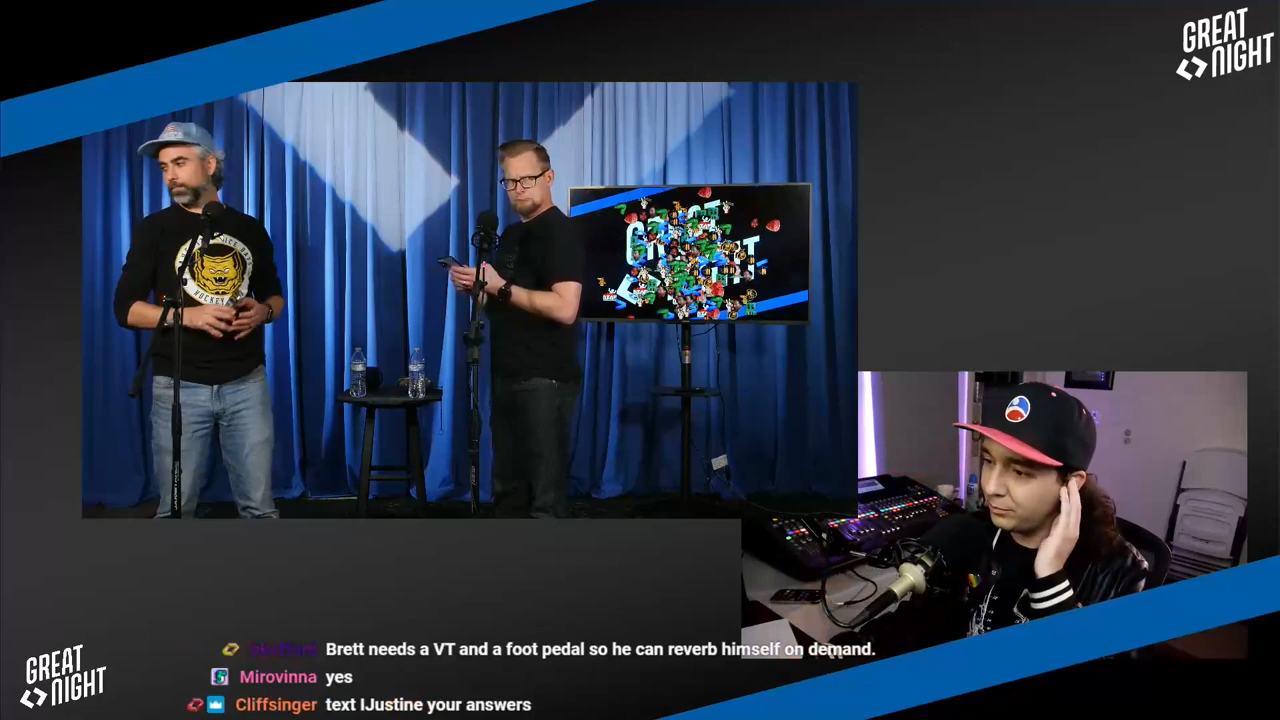 GREAT
NIGHT
HOCKEY
GREAT
NIGHT
Brett needs a VT and a foot pedal so he can reverb himself on demand.
Mirovinna yes
Cliffsinger text IJustine your answers